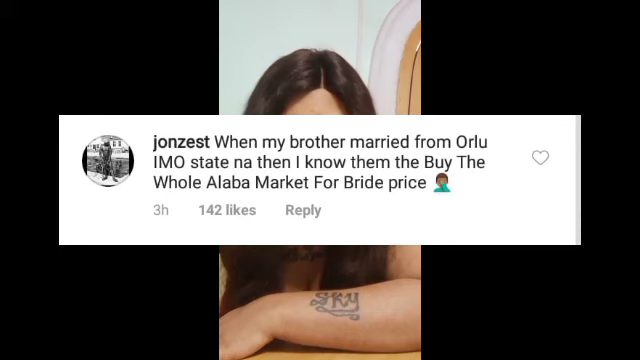 jonzest When my brother married from Orlu
IMO state na then I know them the Buy The
Whole Alaba Market For Bride price 🤦🏾‍♂️
3h 142 likes Reply
SKY